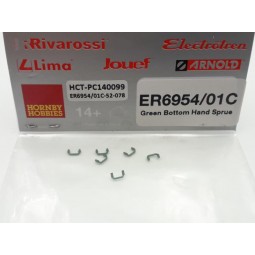 Rivarossi
Electrotren
Lima
Jouef
ARNOLD
HCT-PC140099
ER6954/01C-52-078
HORNBY
HOBBIES
14+
ER6954/01C
Green Bottom Hand Sprue